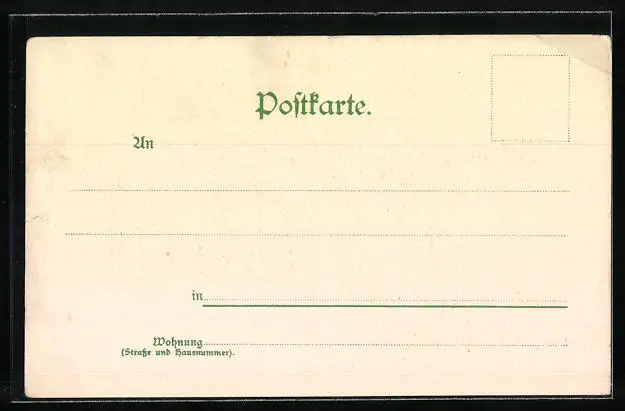 Poſtkarte.
An
in
Wohnung
(Straße und Hausnummer).